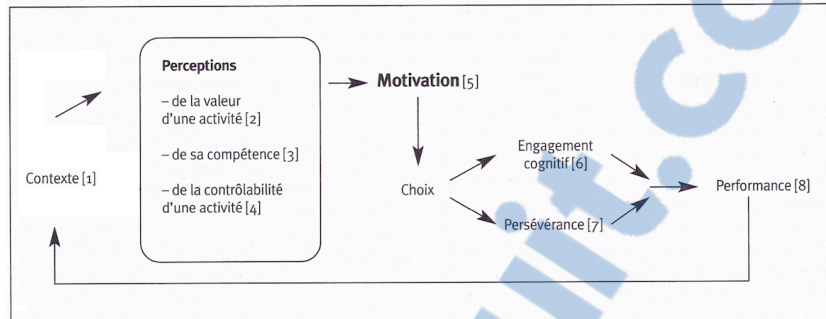 Perceptions
– de la valeur
d'une activité [2]
– de sa compétence [3]
– de la contrôlabilité
d'une activité [4]
Contexte [1]
Motivation [5]
Choix
Engagement
cognitif [6]
Persévérance [7]
Performance [8]